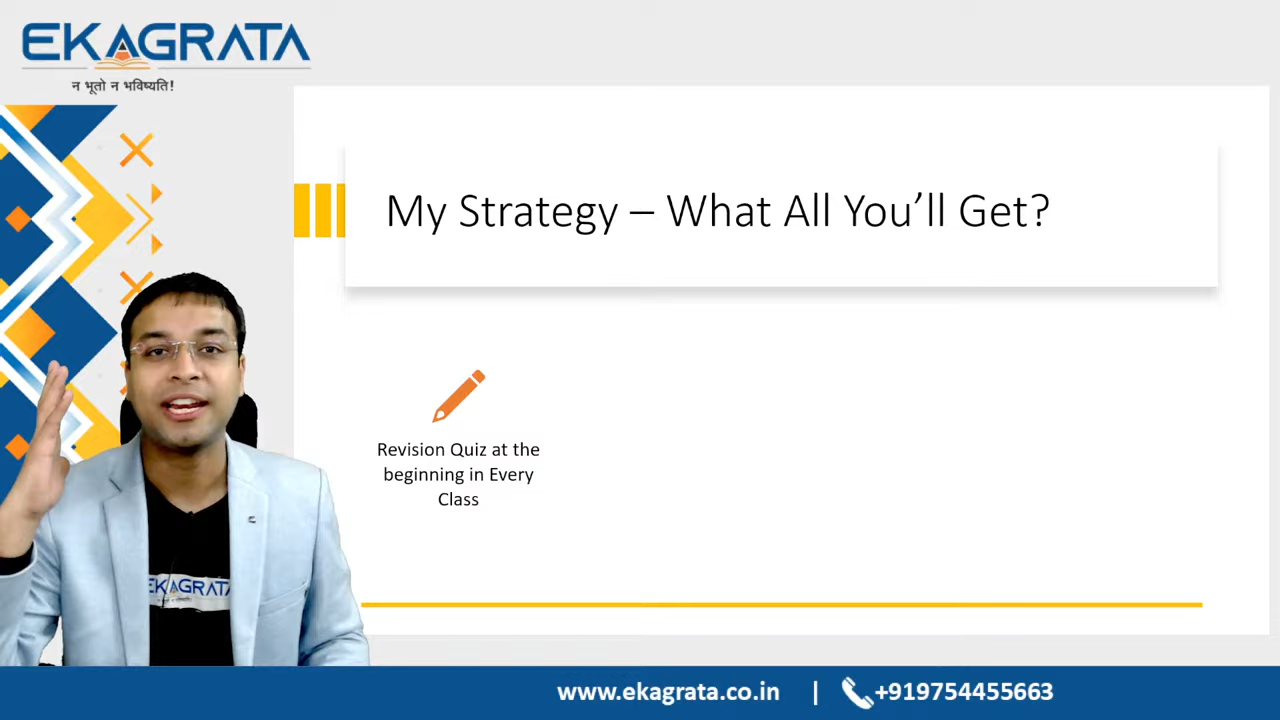 EKAGRATA
न भूतो न भविष्यति!
My Strategy – What All You’ll Get?
Revision Quiz at the
beginning in Every
Class
EKAGRATA
www.ekagrata.co.in | +919754455663